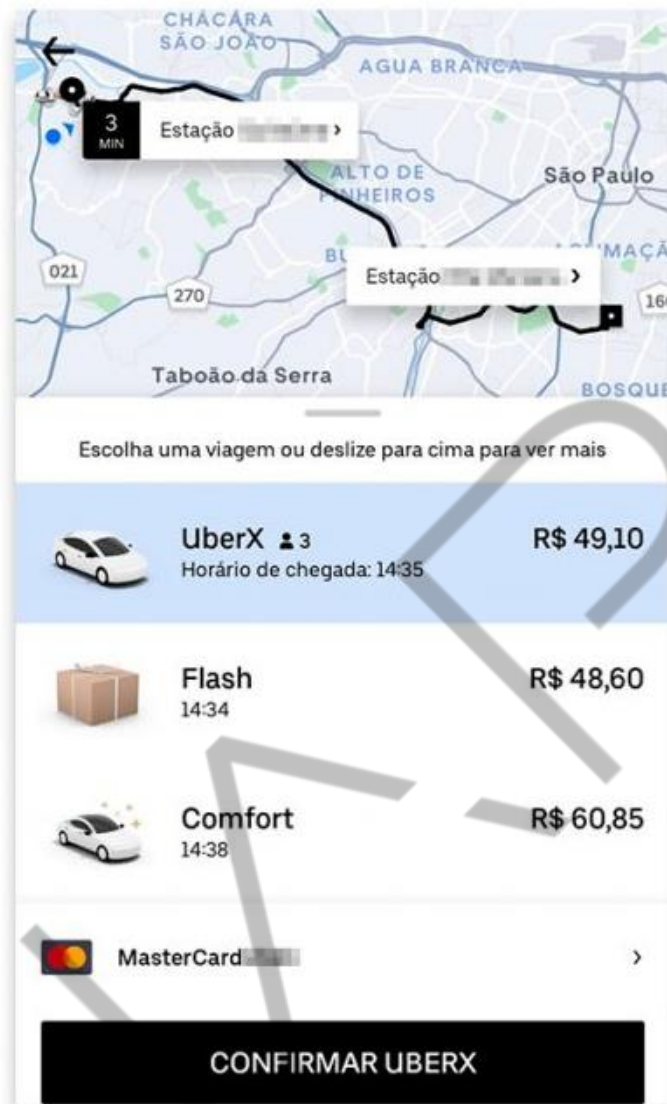 CHÁCARA
SÃO JOÃO
AGUA BRANCA
3
MIN
Estação
ALTO DE
PINHEIROS
São Paulo
021
270
Estação
Taboão da Serra
BOSQUE
Escolha uma viagem ou deslize para cima para ver mais
UberX 3 R$ 49,10
Horário de chegada: 14:35
Flash R$ 48,60
14:34
Comfort R$ 60,85
14:38
MasterCard
CONFIRMAR UBERX